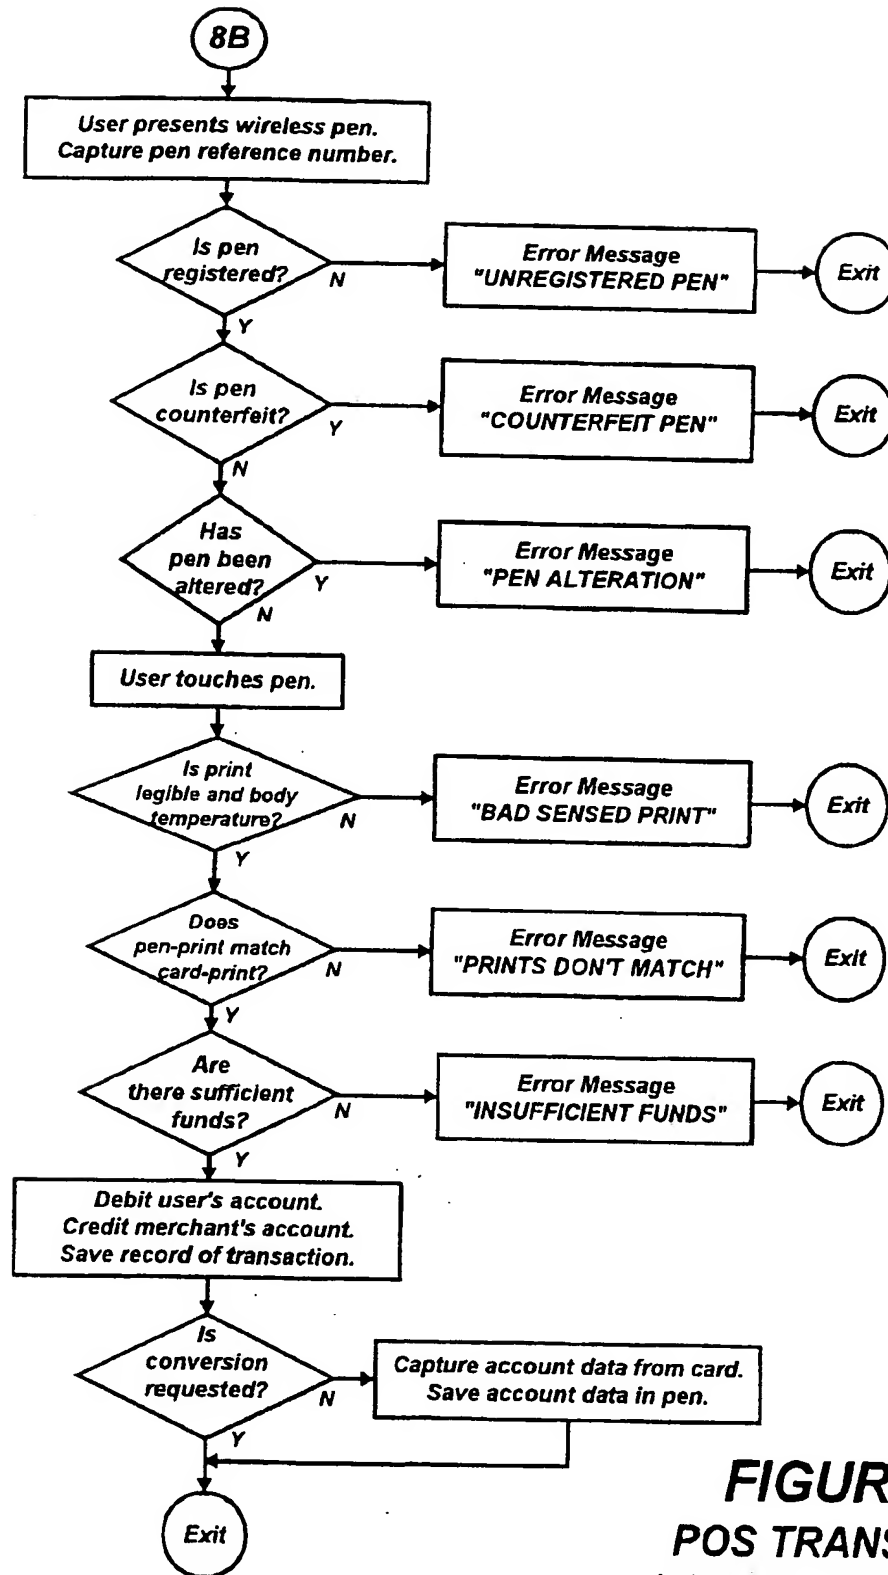 8B
User presents wireless pen.
Capture pen reference number.
Is pen
registered?
N
Error Message
"UNREGISTERED PEN"
Exit
Y
Is pen
counterfeit?
Y
Error Message
"COUNTERFEIT PEN"
Exit
N
Has
pen been
altered?
Y
Error Message
"PEN ALTERATION"
Exit
N
User touches pen.
Is print
legible and body
temperature?
N
Error Message
"BAD SENSED PRINT"
Exit
Y
Does
pen-print match
card-print?
N
Error Message
"PRINTS DON'T MATCH"
Exit
Y
Are
there sufficient
funds?
N
Error Message
"INSUFFICIENT FUNDS"
Exit
Y
Debit user's account.
Credit merchant's account.
Save record of transaction.
Is
conversion
requested?
N
Capture account data from card.
Save account data in pen.
Y
Exit
FIGUR
POS TRANS